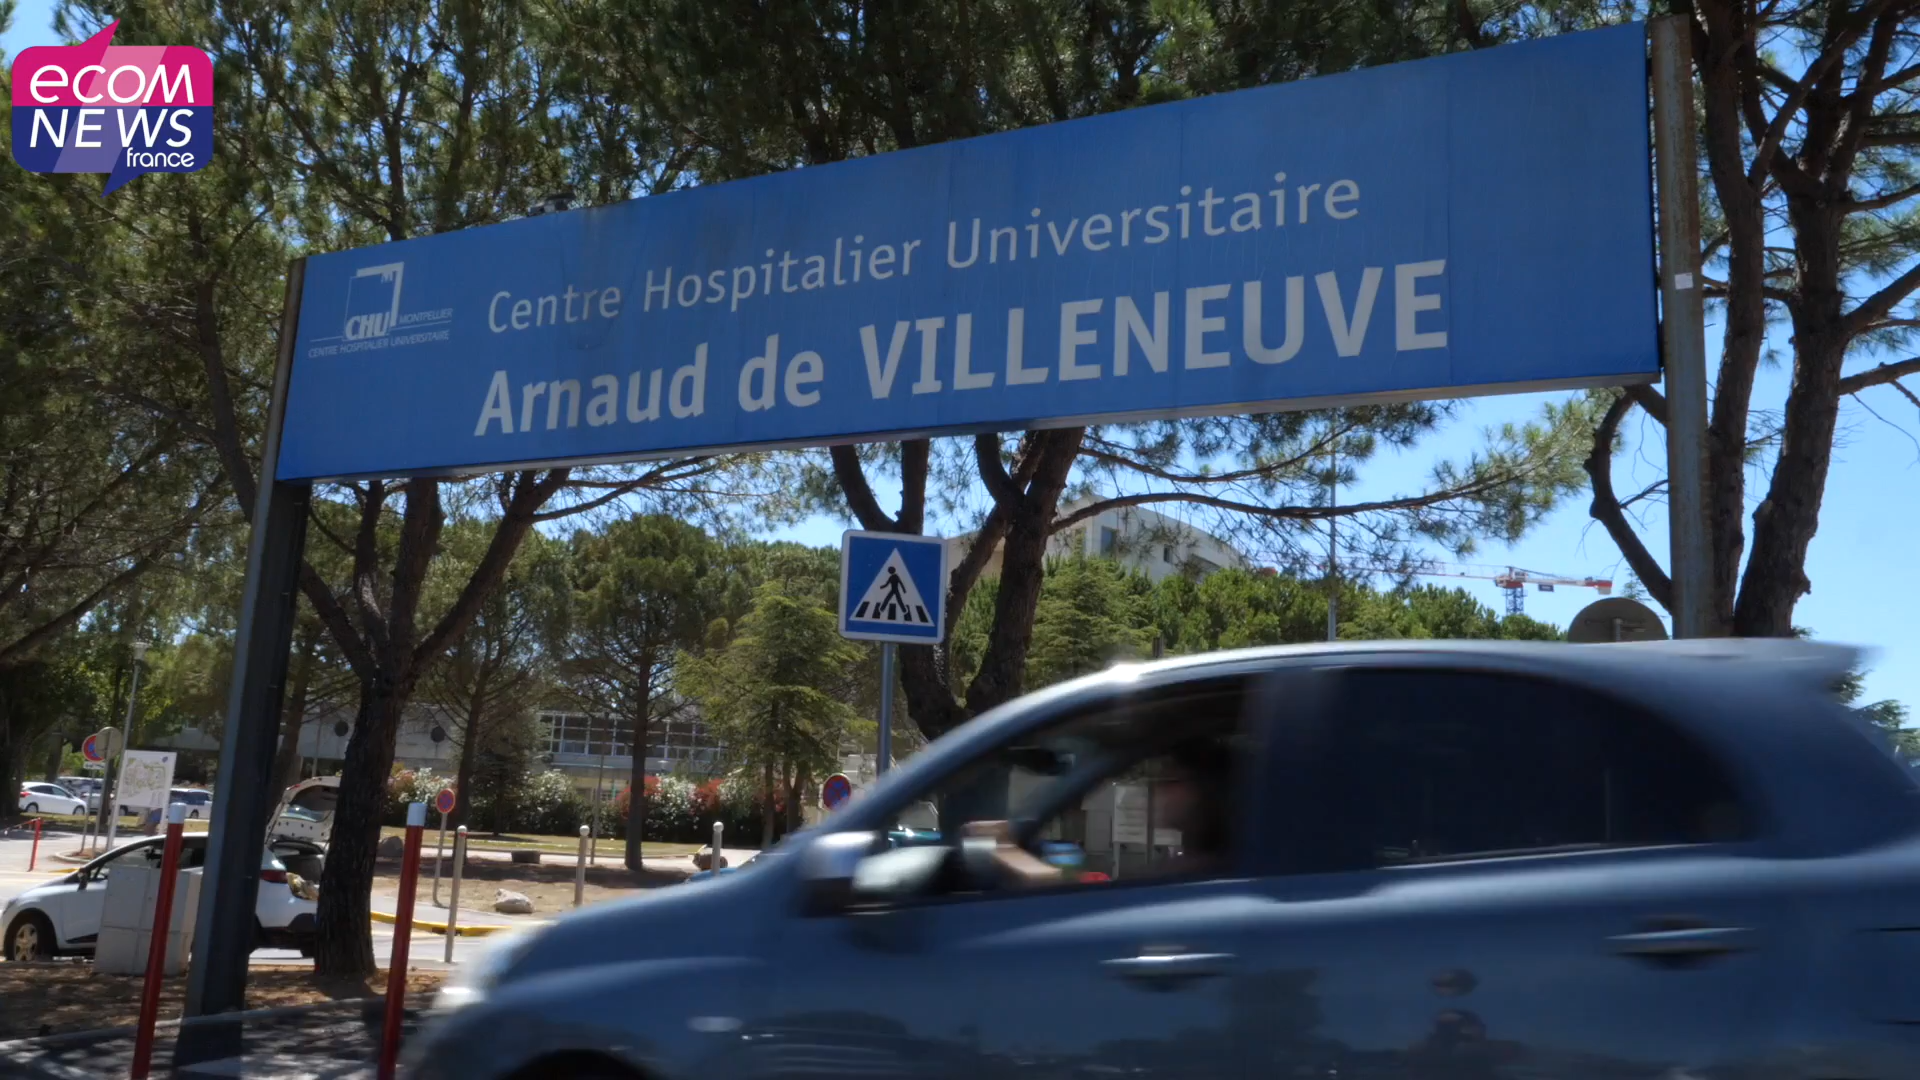 eCOM
NEWS
france
CHU MONTPELLIER
CENTRE HOSPITALIER UNIVERSITAIRE
Centre Hospitalier Universitaire
Arnaud de VILLENEUVE